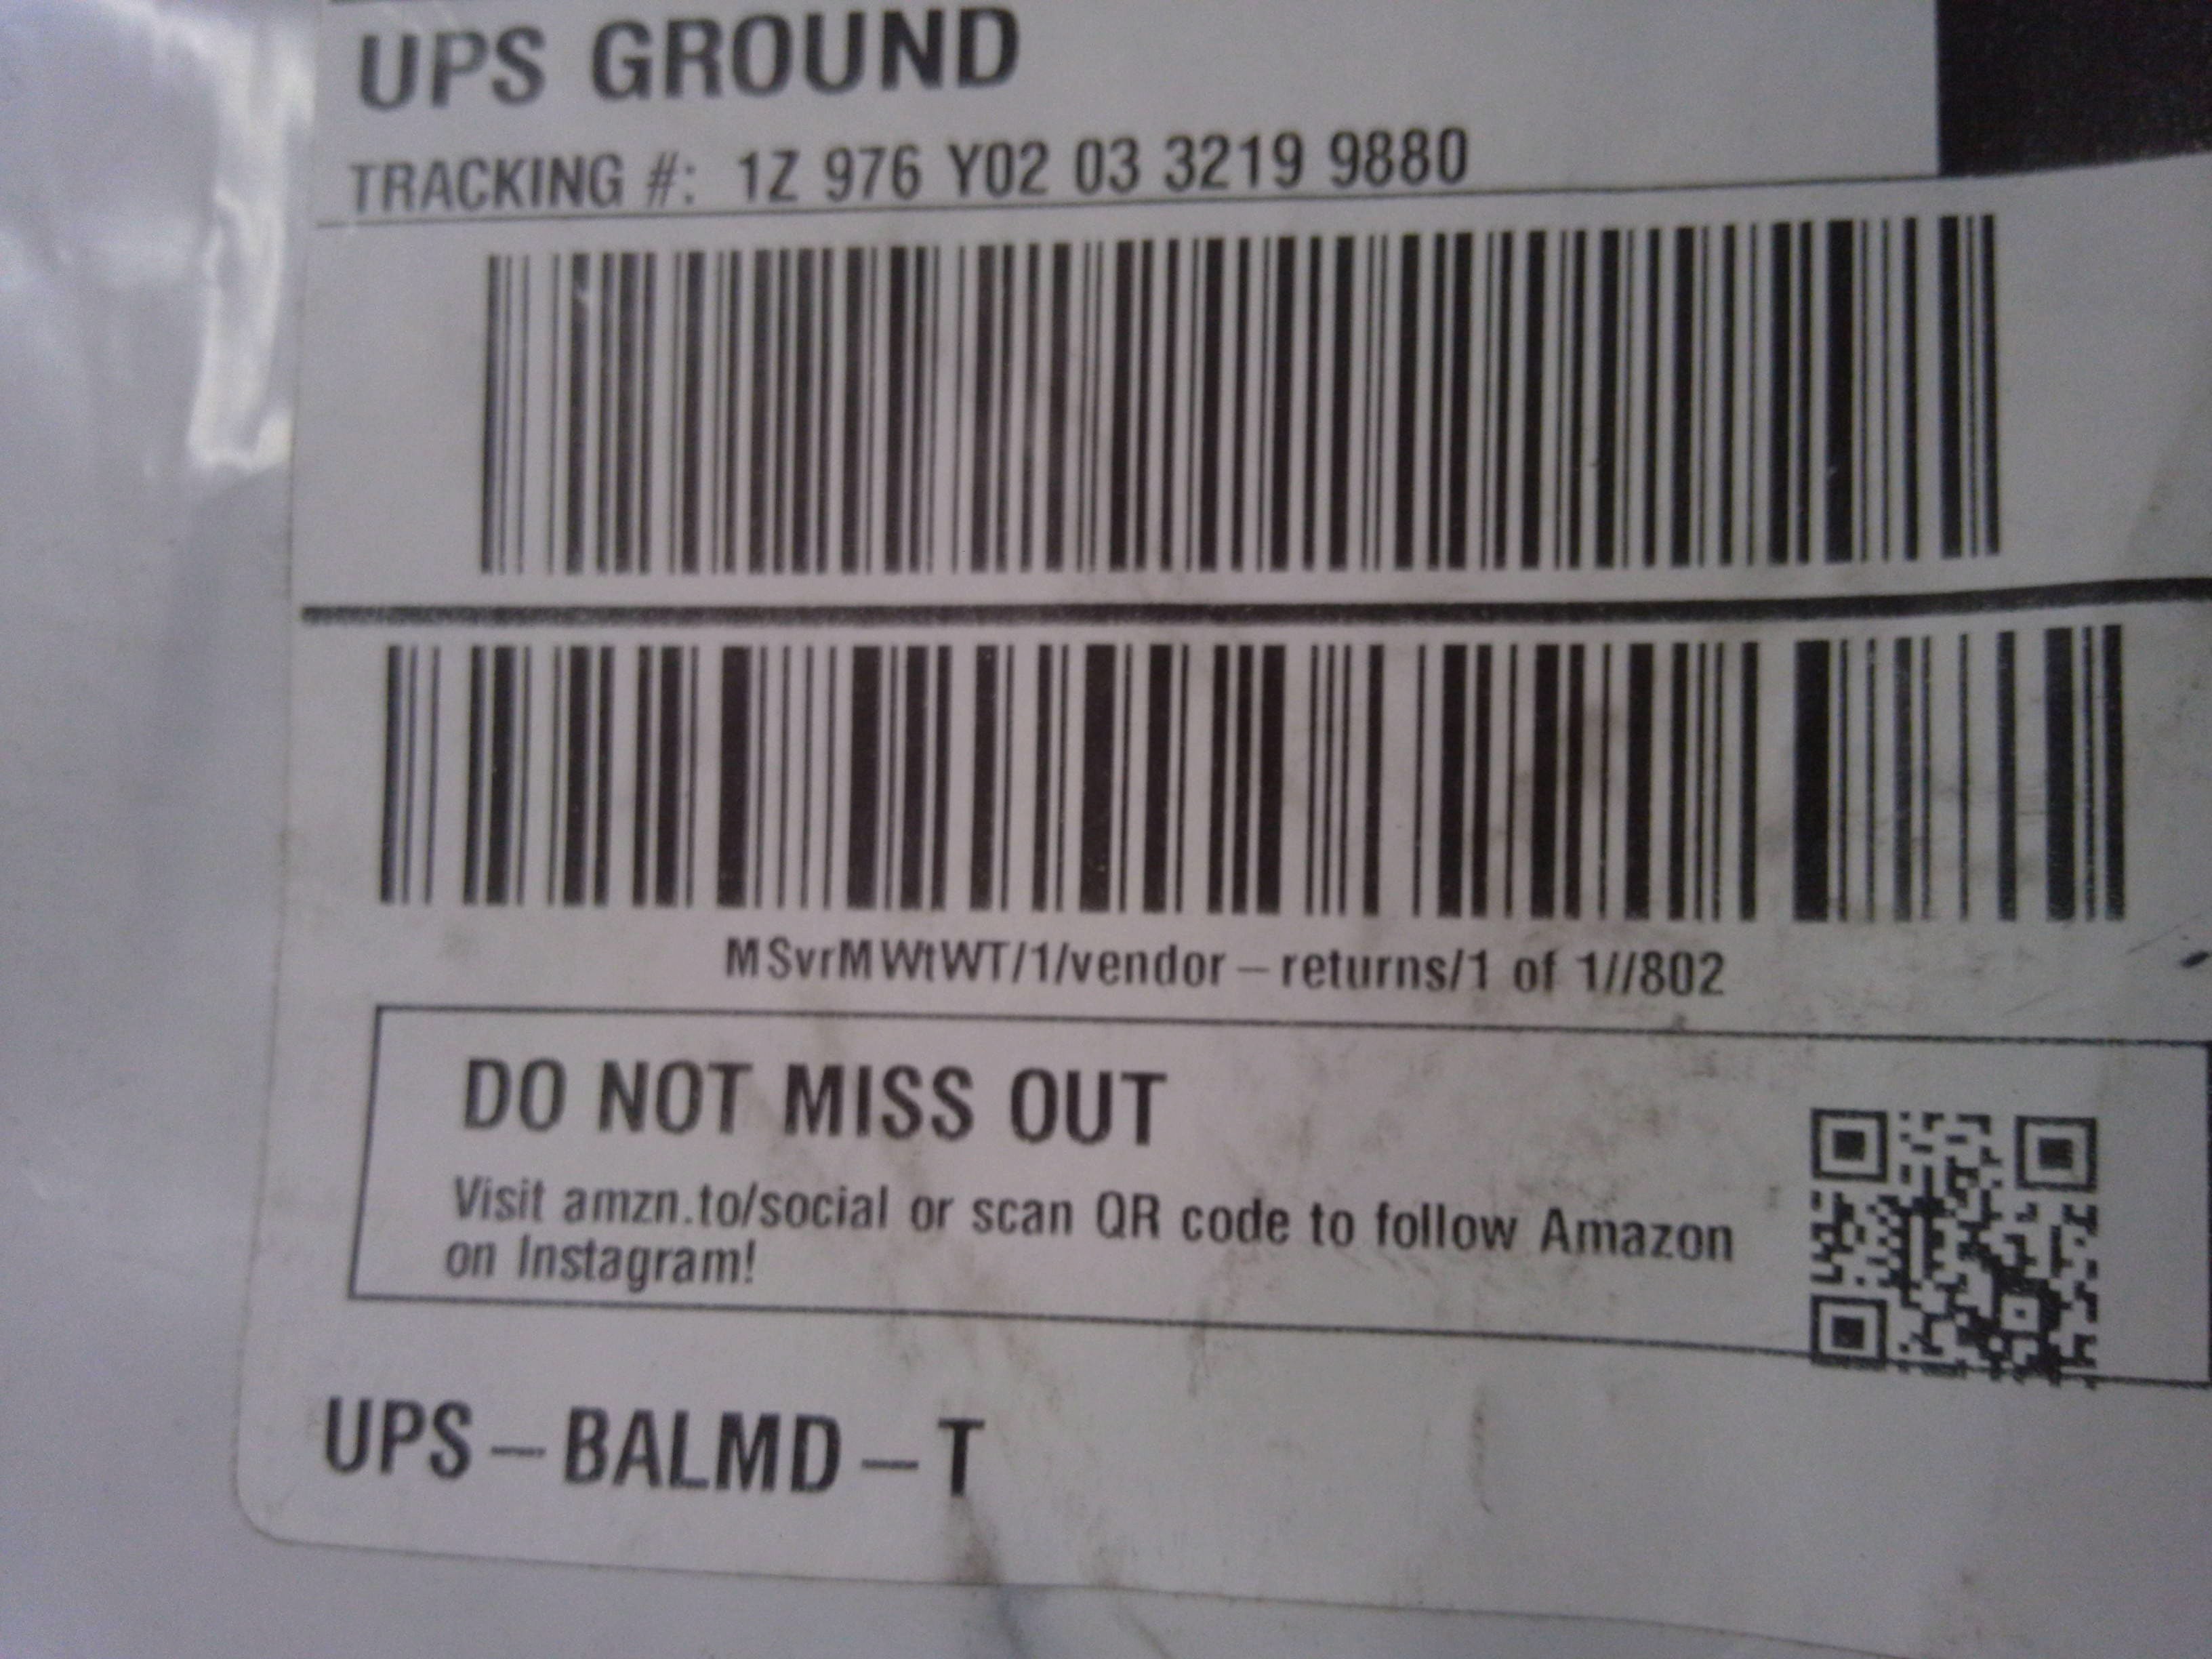 UPS GROUND
TRACKING #: 1Z 976 Y02 03 3219 9880
MSvrMWtWT/1/vendor-returns/1 of 1//802
DO NOT MISS OUT
Visit amzn.to/social or scan QR code to follow Amazon
on Instagram!
UPS-BALMD-T